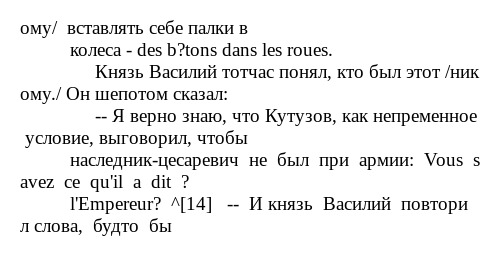 ому/ вставлять себе палки в
колеса - des b?tons dans les roues.
Князь Василий тотчас понял, кто был этот /ник
ому./ Он шепотом сказал:
-- Я верно знаю, что Кутузов, как непременное
условие, выговорил, чтобы
наследник-цесаревич не был при армии: Vous s
avez ce qu'il a dit ?
l'Empereur? ^[14] -- И князь Василий повтори
л слова, будто бы